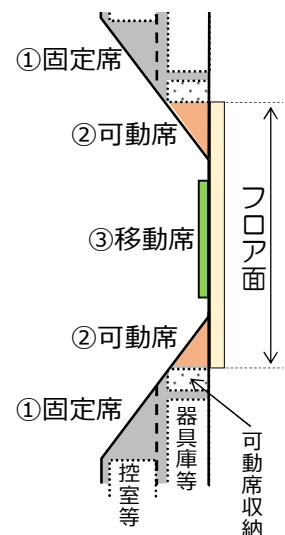 ①固定席
②可動席
③移動席
フロア面
②可動席
①固定席
器具庫等
控室等
可動席収納